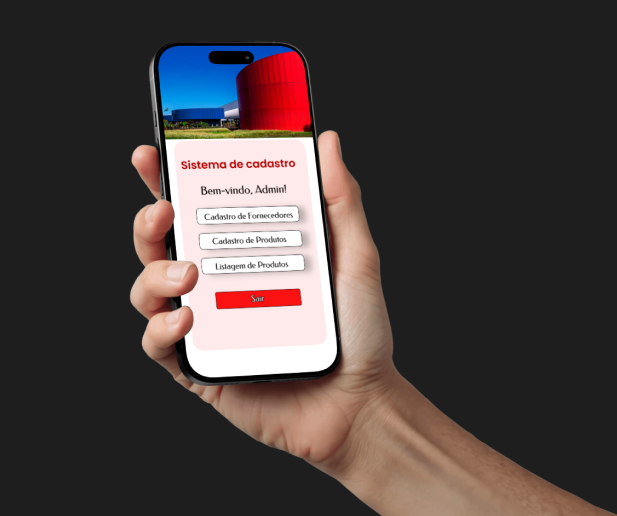 Sistema de cadastro
Bem-vindo, Admin!
Cadastro de Fornecedores
Cadastro de Produtos
Listagem de Produtos
Sair